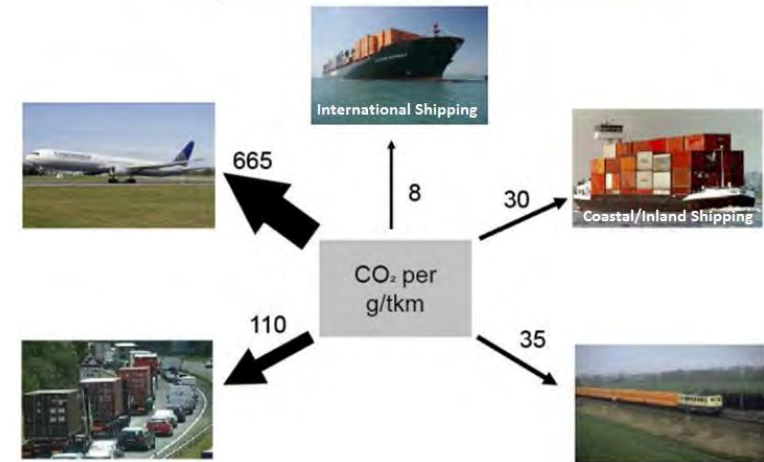 International Shipping
665
8
30
Coastal/Inland Shipping
CO₂ per
g/tkm
110
35